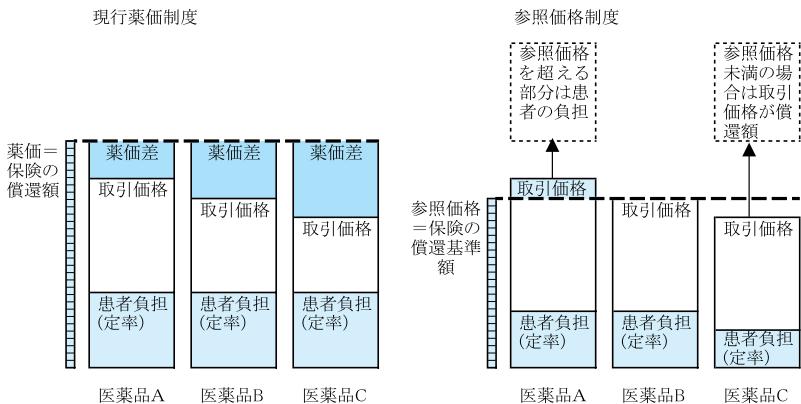 現行薬価制度
薬価＝
保険の
償還額
薬価差
取引価格
患者負担
(定率)
医薬品A
薬価差
取引価格
患者負担
(定率)
医薬品B
薬価差
取引価格
患者負担
(定率)
医薬品C
参照価格制度
参照価格
を超える
部分は患
者の負担
参照価格
未満の場
合は取引
価格が償
還額
参照価格
＝保険の
償還基準
額
取引価格
患者負担
(定率)
医薬品A
取引価格
患者負担
(定率)
医薬品B
取引価格
患者負担
(定率)
医薬品C